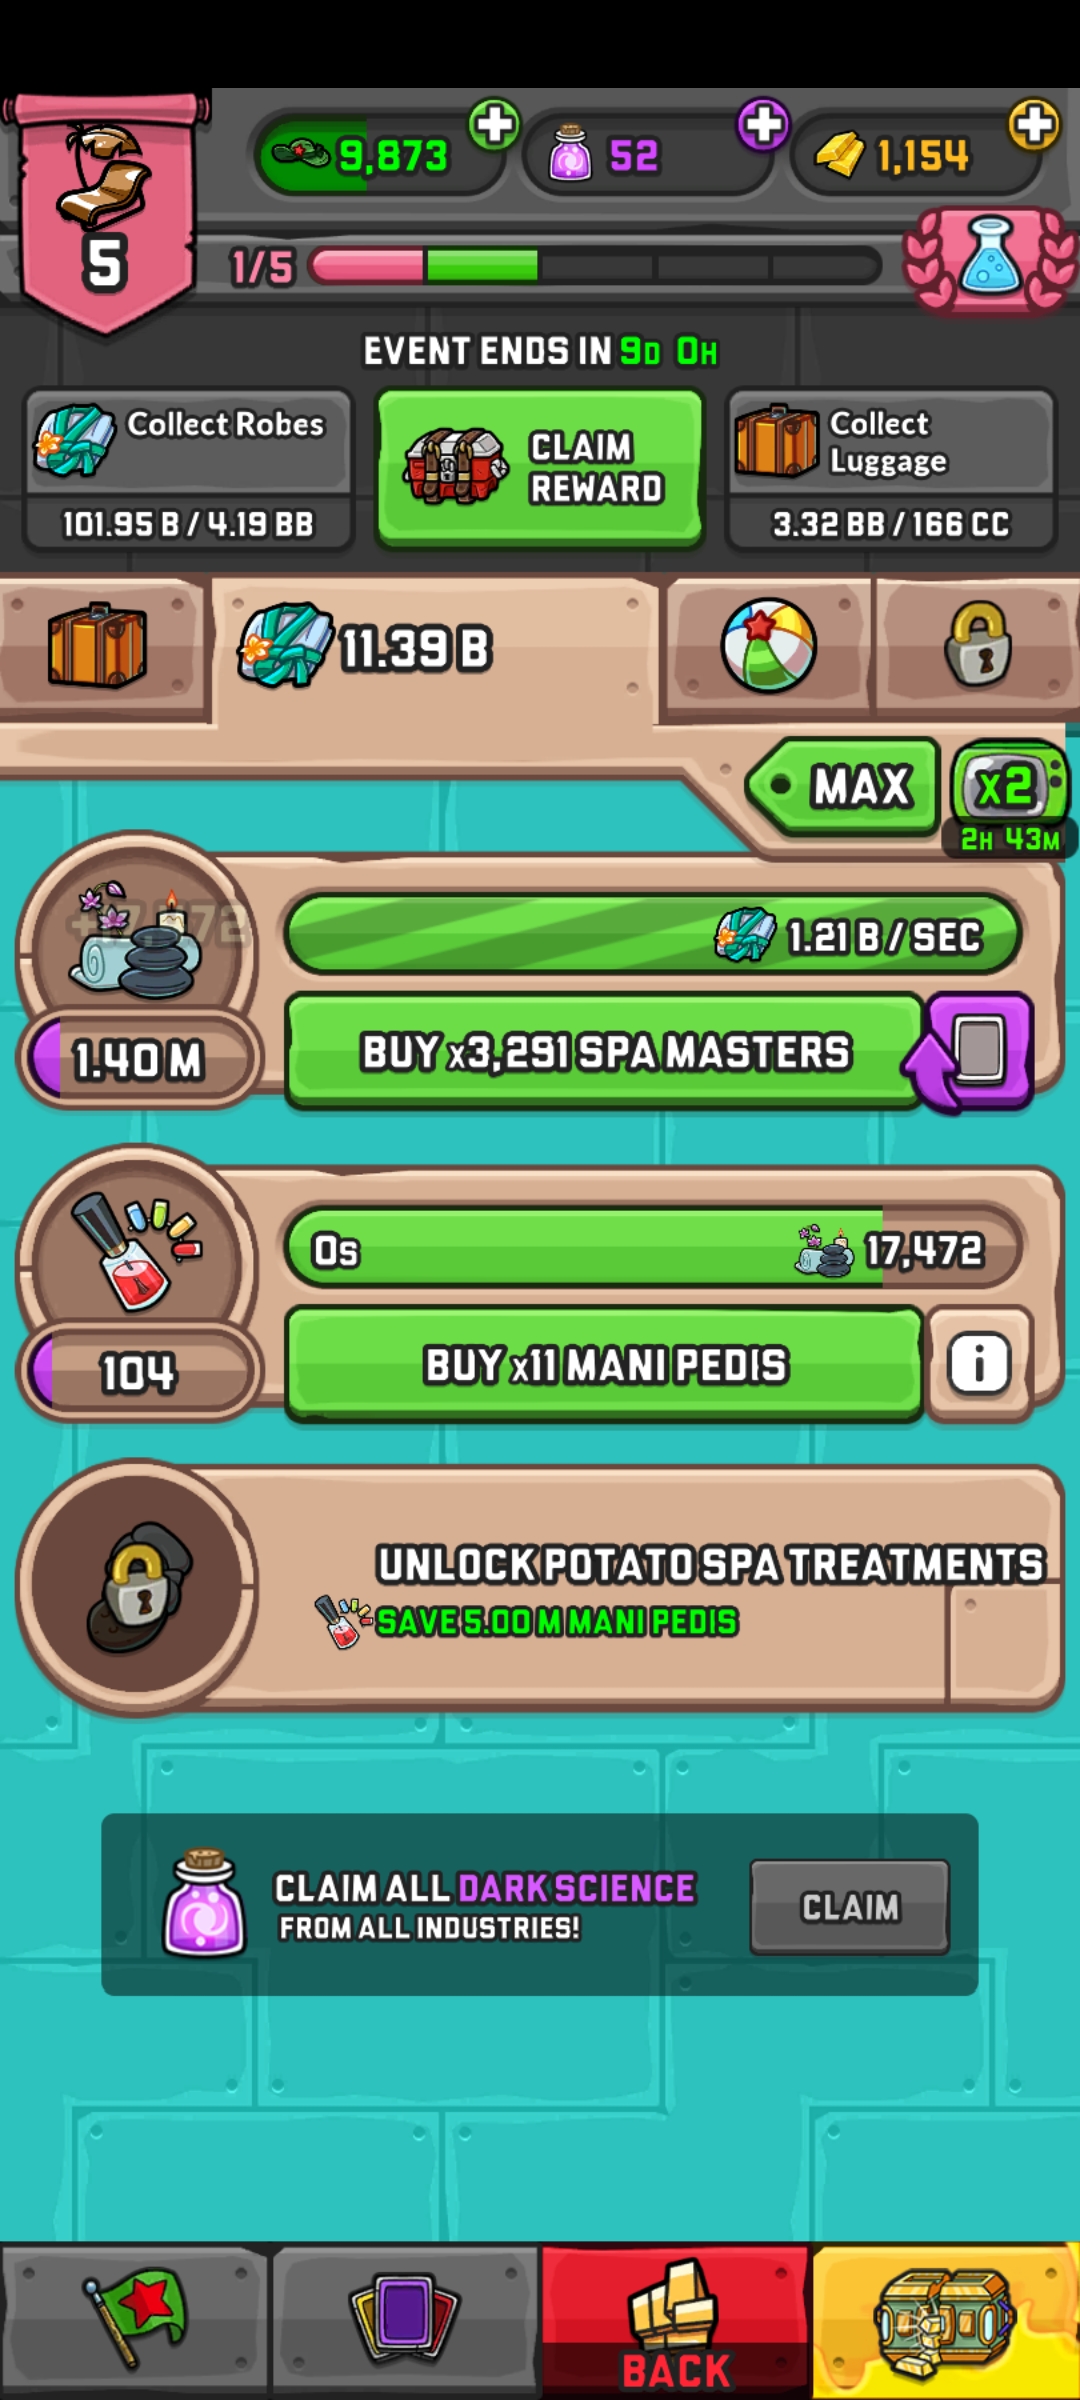 9,873
52
1,154
5
1/5
EVENT ENDS IN 9D 0H
Collect Robes
101.95 B / 4.19 BB
CLAIM
REWARD
Collect
Luggage
3.32 BB / 166 CC
11.39 B
MAX
x2
2H 43M
+17,472
1.21 B / SEC
1.40 M
BUY x3,291 SPA MASTERS
0s
17,472
104
BUY x11 MANI PEDIS
i
UNLOCK POTATO SPA TREATMENTS
SAVE 5.00 M MANI PEDIS
CLAIM ALL DARK SCIENCE
FROM ALL INDUSTRIES!
CLAIM
BACK